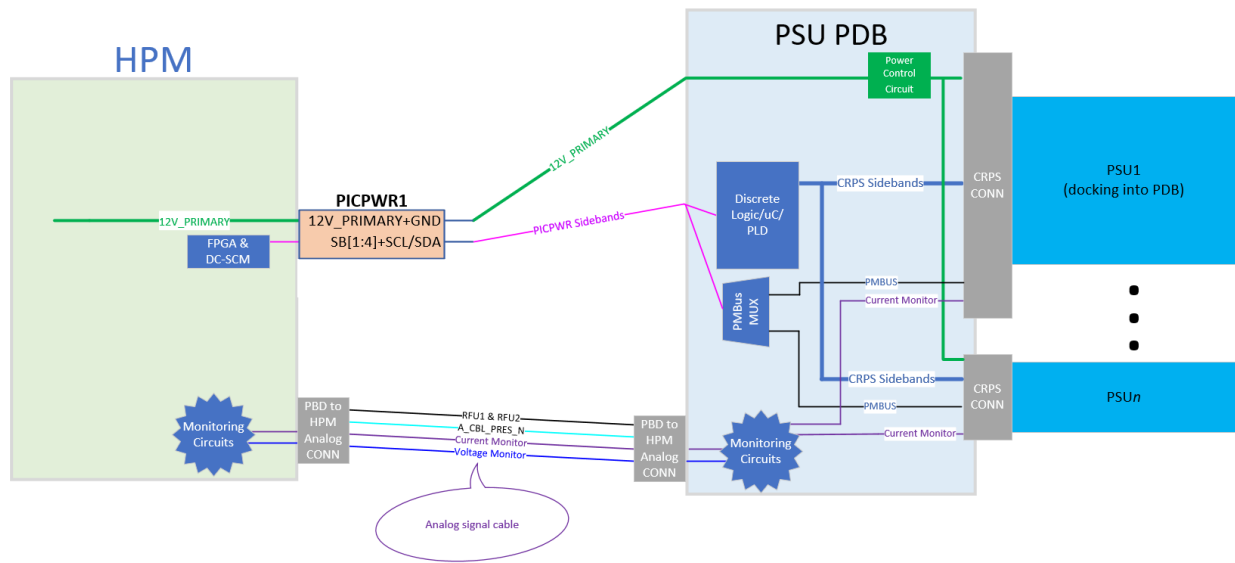 HPM
PSU PDB
Power
Control
Circuit
12V_PRIMARY
PICPWR1
12V_PRIMARY+GND
SB[1:4]+SCL/SDA
12V_PRIMARY
FPGA &
DC-SCM
PICPWR Sidebands
Discrete
Logic/uC/
PLD
CRPS Sidebands
CRPS
CONN
PSU1
(docking into PDB)
PMBus
MUX
PMBUS
Current Monitor
CRPS Sidebands
PMBUS
Current Monitor
CRPS
CONN
PSUn
Monitoring
Circuits
PBD to
HPM
Analog
CONN
RFU1 & RFU2
A_CBL_PRES_N
Current Monitor
Voltage Monitor
PBD to
HPM
Analog
CONN
Monitoring
Circuits
Analog signal cable